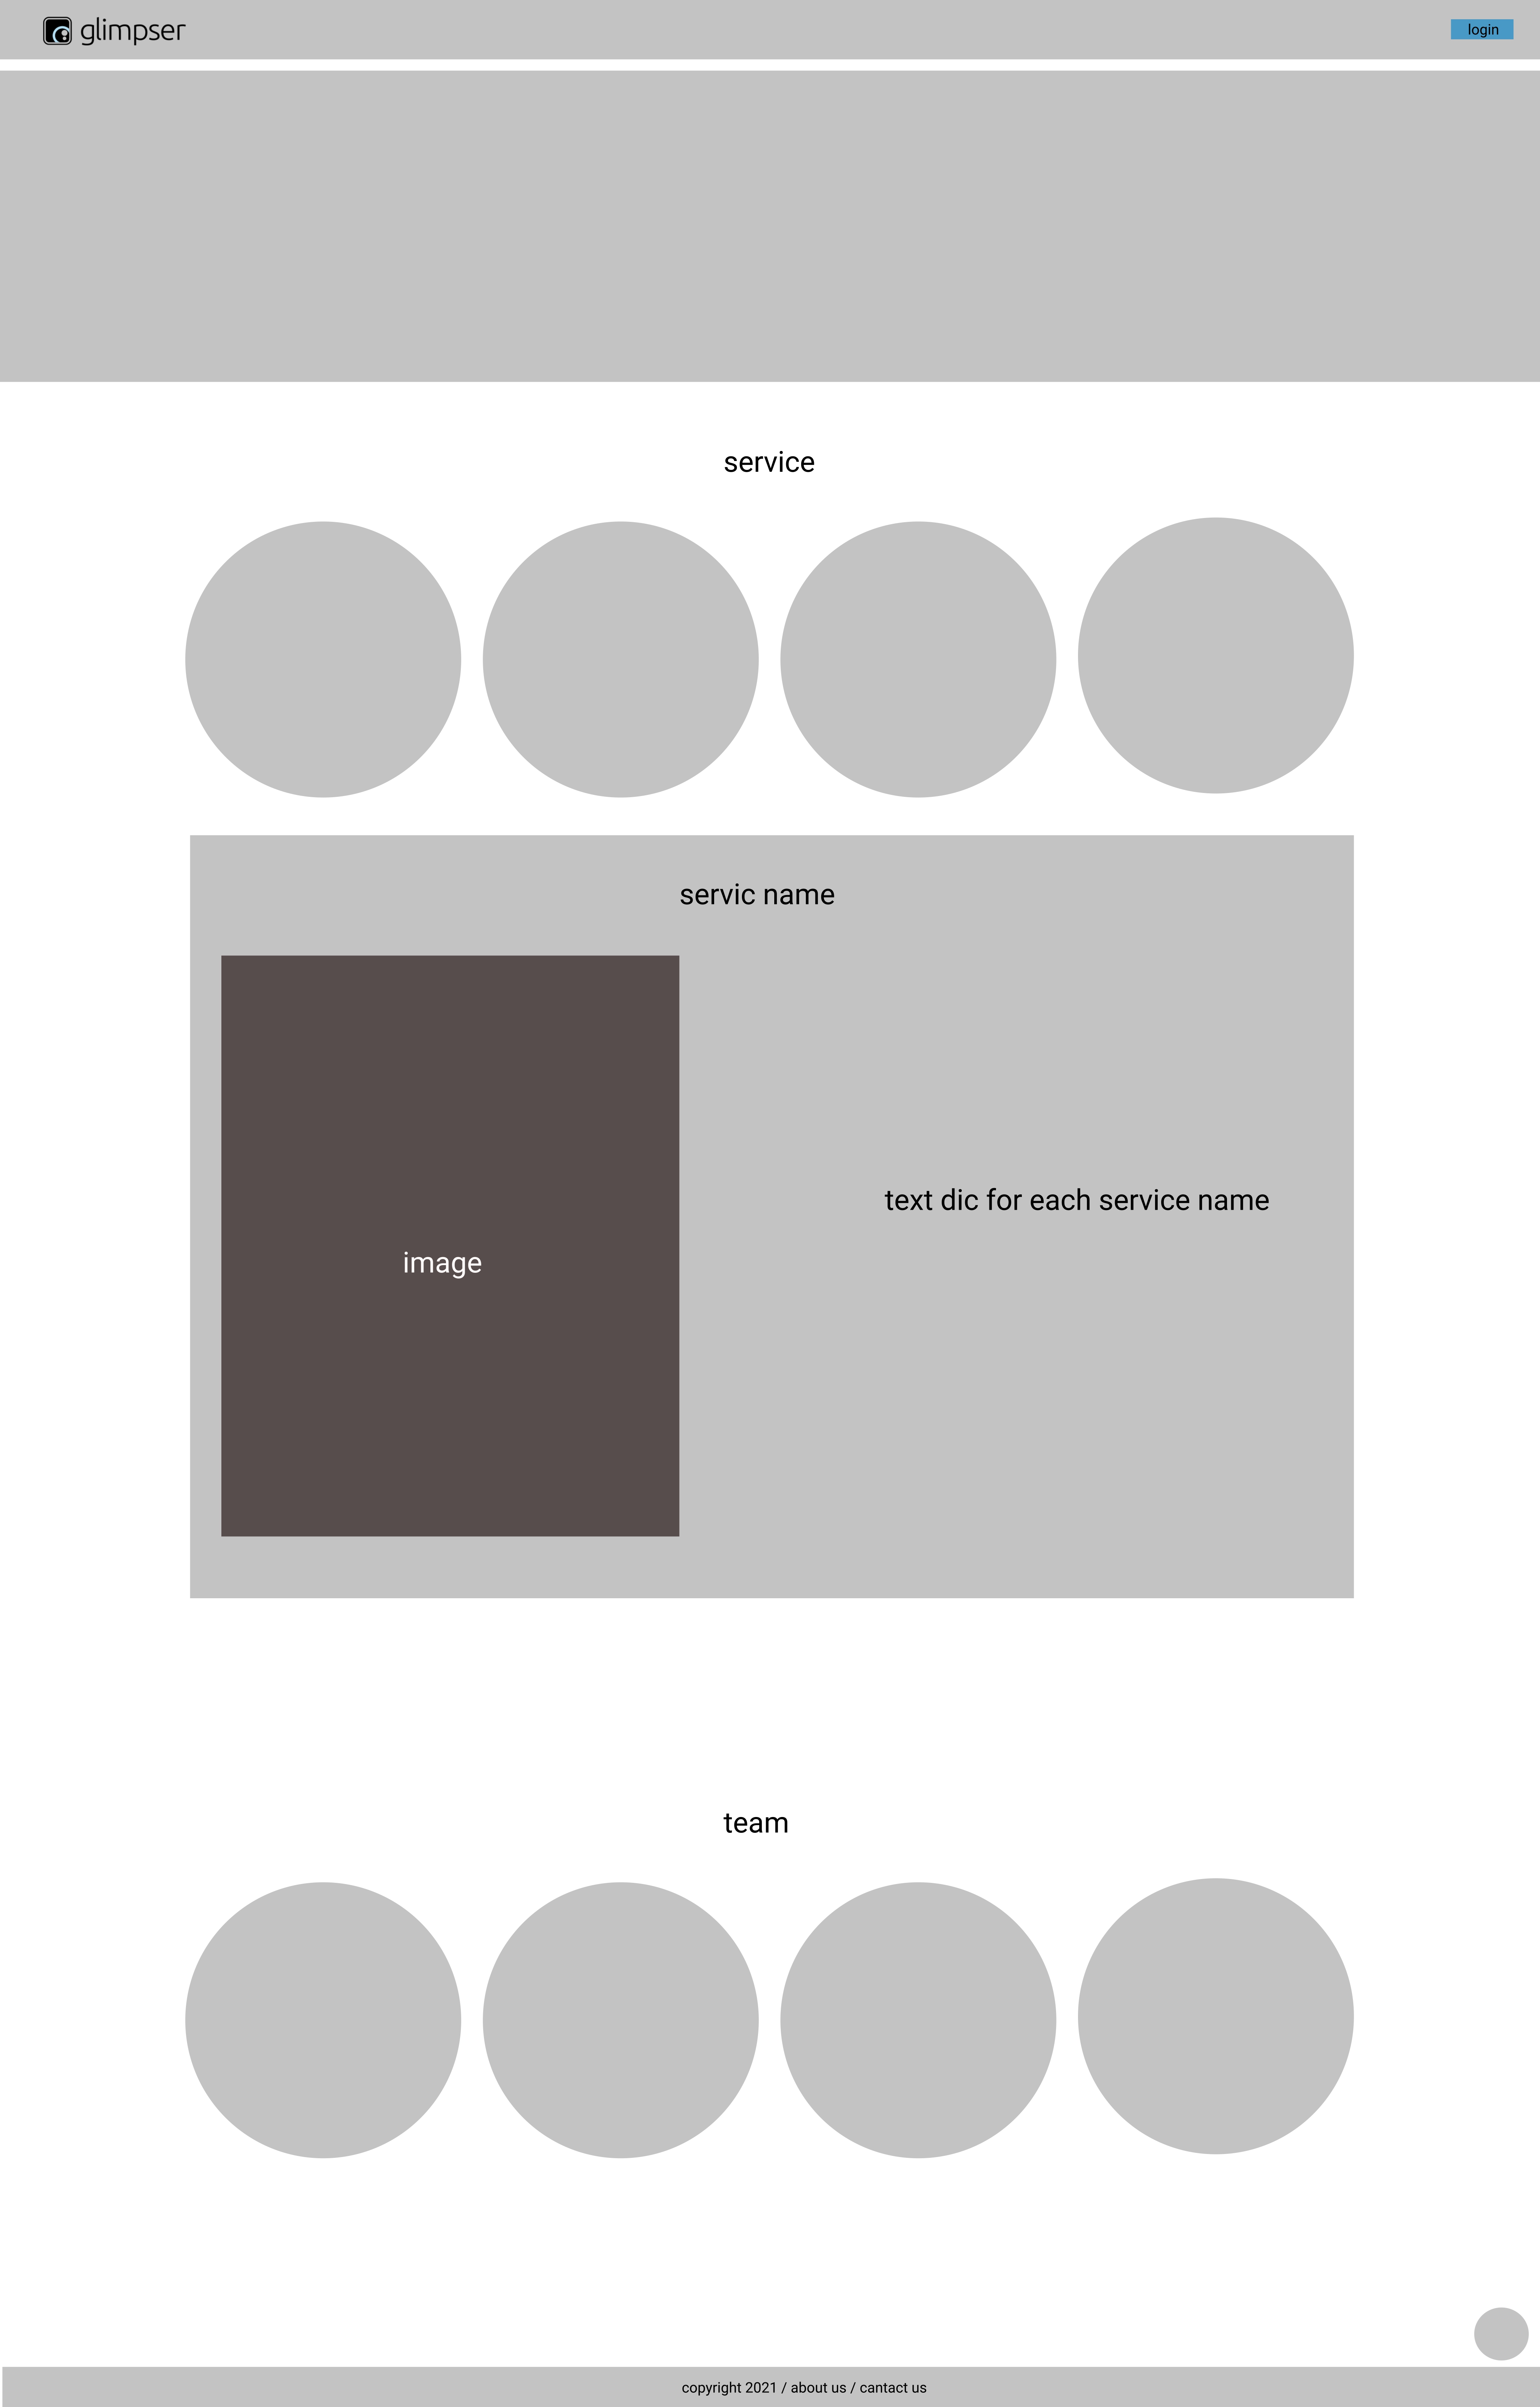 glimpser
login
service
servic name
text dic for each service name
image
team
copyright 2021 / about us / cantact us